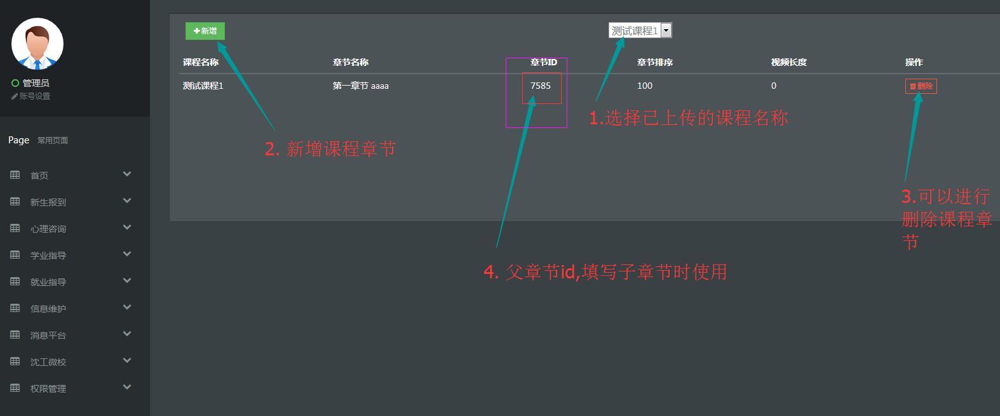 新增
测试课程1
课程名称 章节名称 章节ID 章节排序 视频长度 操作
测试课程1 第一章节 aaaa 7585 100 0 删除
1.选择已上传的课程名称
2. 新增课程章节
3.可以进行
删除课程章
节
4. 父章节id,填写子章节时使用
管理员
账号设置
Page 常用页面
首页
新生报到
心理咨询
学业指导
就业指导
信息维护
消息平台
沈工微校
权限管理